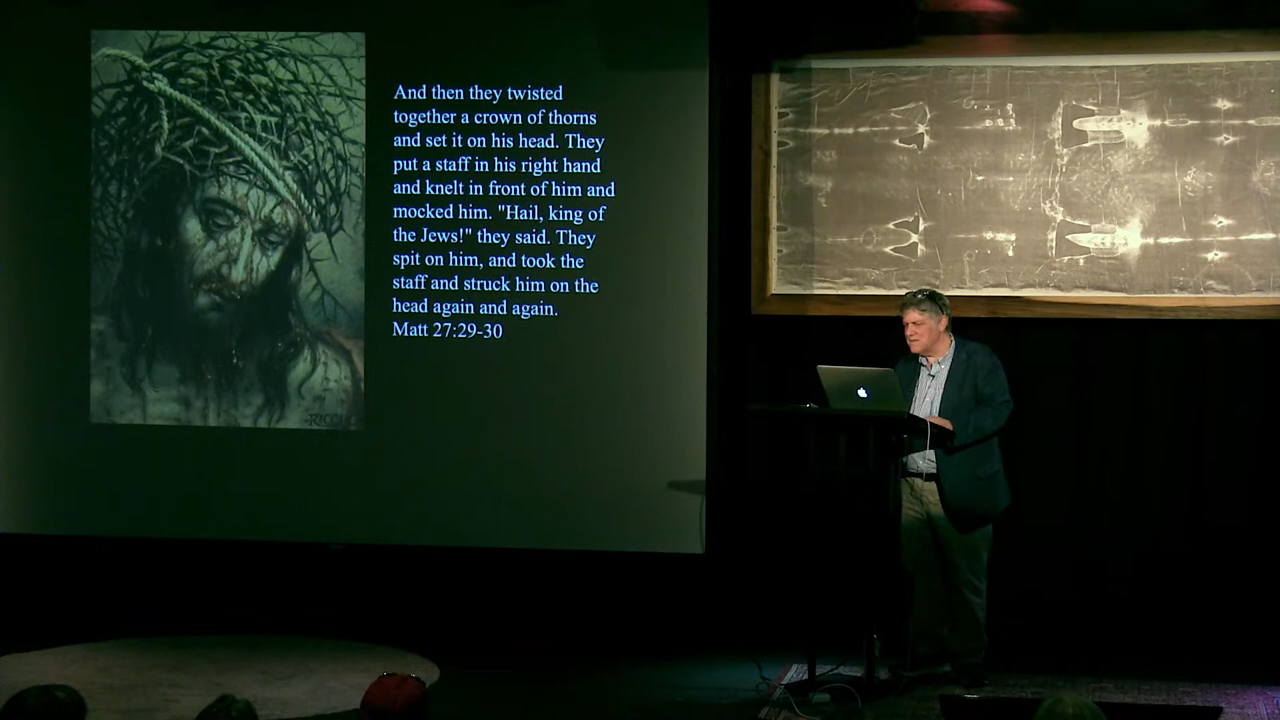 And then they twisted
together a crown of thorns
and set it on his head. They
put a staff in his right hand
and knelt in front of him and
mocked him. "Hail, king of
the Jews!" they said. They
spit on him, and took the
staff and struck him on the
head again and again.
Matt 27:29-30